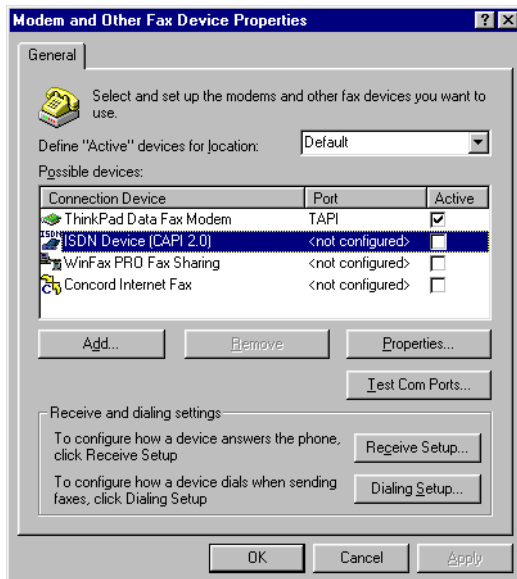 Modem and Other Fax Device Properties
General
Select and set up the modems and other fax devices you want to
use.
Define "Active" devices for location: Default
Possible devices:
Connection Device Port Active
ThinkPad Data Fax Modem TAPI
ISDN ISDN Device (CAPI 2.0) <not configured>
WinFax PRO Fax Sharing <not configured>
Concord Internet Fax <not configured>
Add... Remove Properties...
Test Com Ports...
Receive and dialing settings
To configure how a device answers the phone,
click Receive Setup
Receive Setup...
To configure how a device dials when sending
faxes, click Dialing Setup
Dialing Setup...
OK Cancel Apply